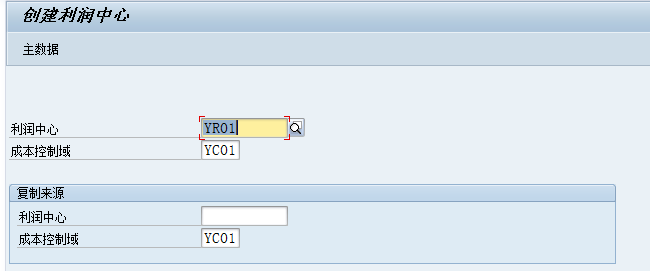 创建利润中心
主数据
利润中心 YR01
成本控制域 YC01
复制来源
利润中心
成本控制域 YC01